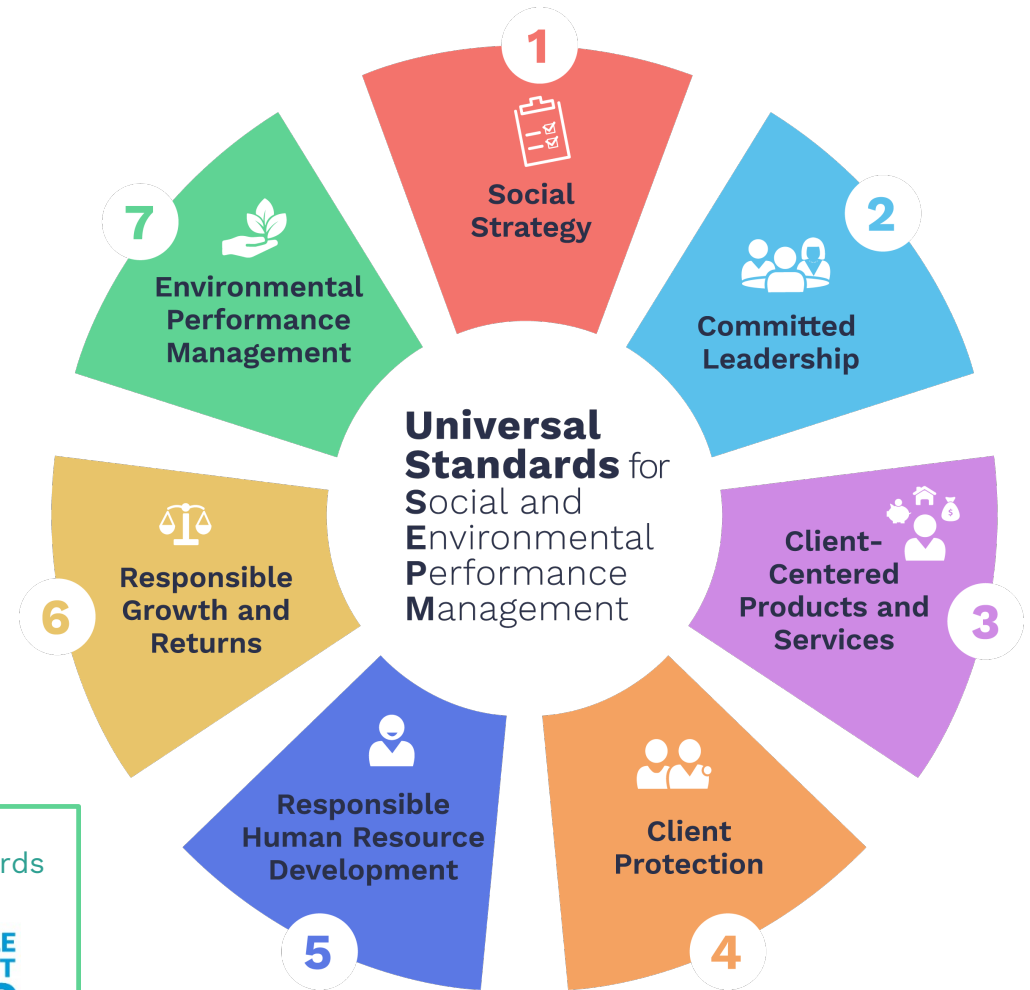 1
Social
Strategy
2
Committed
Leadership
3
Client-
Centered
Products and
Services
4
Client
Protection
5
Responsible
Human Resource
Development
6
Responsible
Growth and
Returns
7
Environmental
Performance
Management
Universal
Standards for
Social and
Environmental
Performance
Management
$